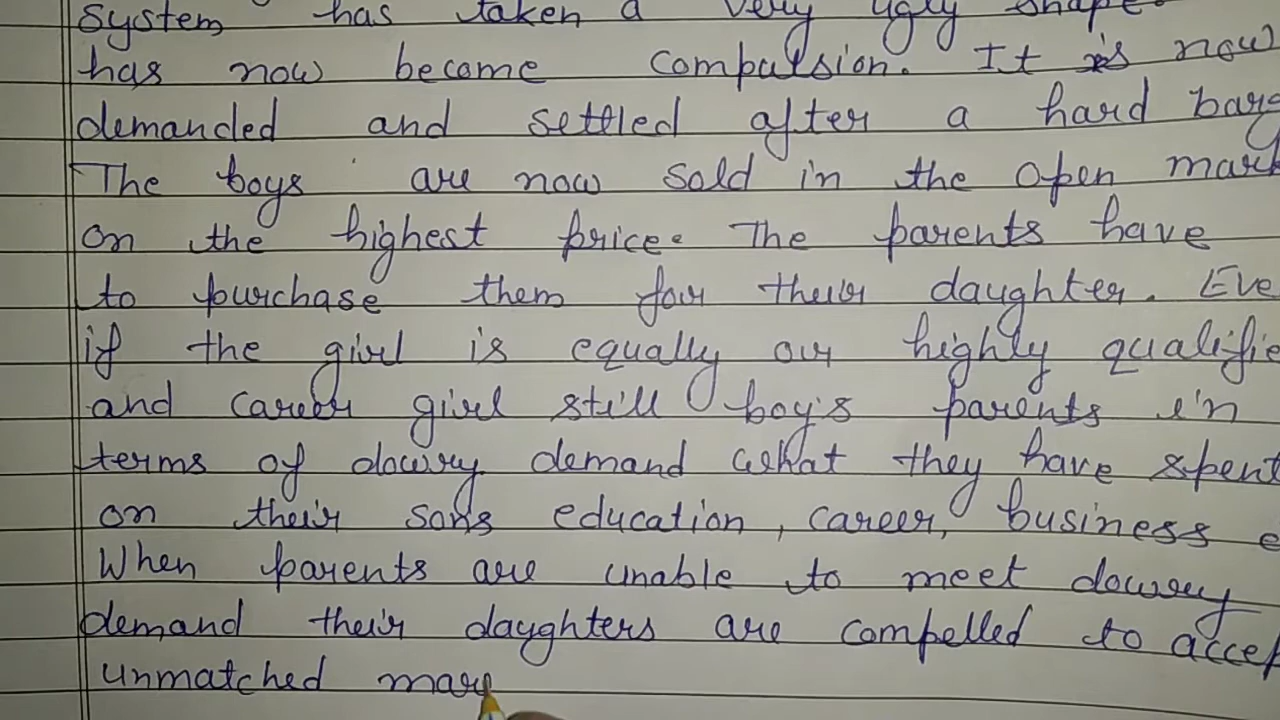 system has taken a very ugly shape
has now become compulsion. It is now
demanded and settled after a hard barg
The boys are now sold in the open mark
on the highest price. The parents have
to purchase them for their daughter. Eve
if the girl is equally or highly qualifie
and career girl still boy's parents in
terms of dowry demand what they have spent
on their sons education, career, business e
When parents are unable to meet dowry
demand their dayghters are compelled to accep
unmatched mar